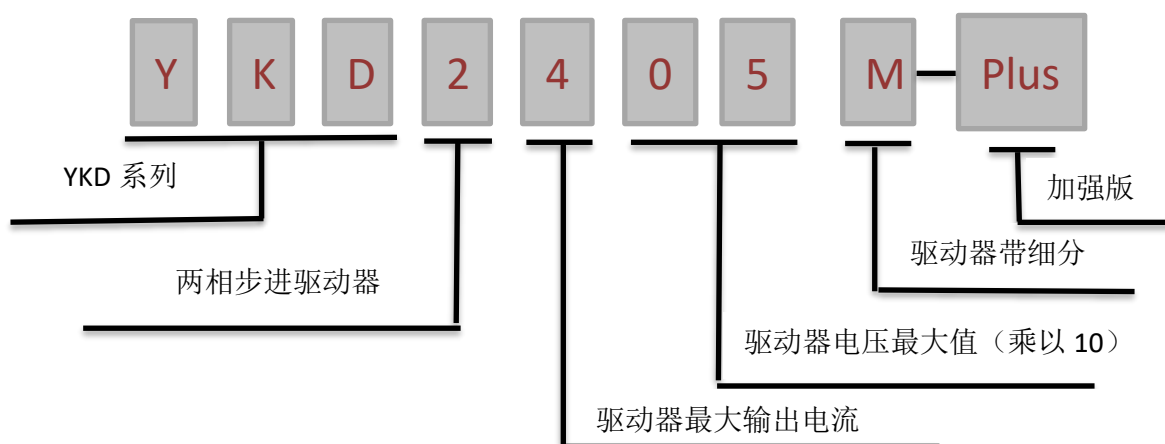 Y K D 2 4 0 5 M — Plus
YKD 系列
加强版
驱动器带细分
两相步进驱动器
驱动器电压最大值（乘以 10）
驱动器最大输出电流